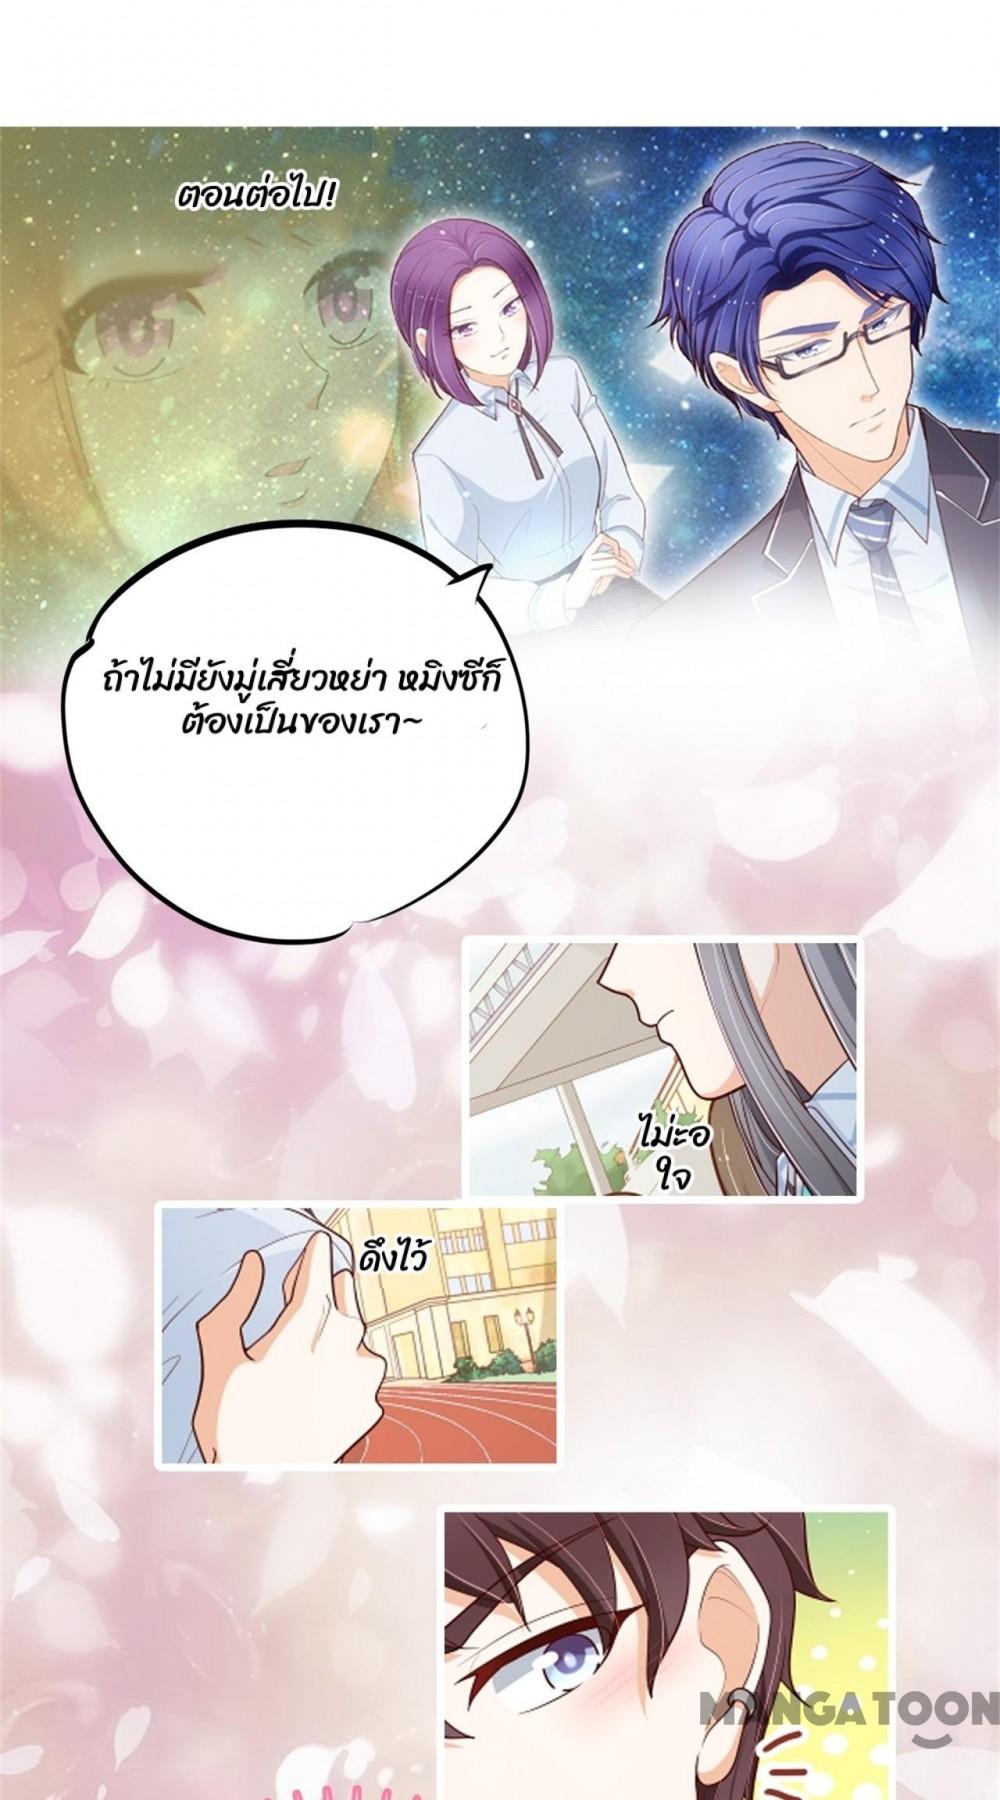 ตอนต่อไป!
ถ้าไม่มียังมู่เสี่ยวหย่า หมิงซีก็
ต้องเป็นของเรา~
ไม่ะอ
ใจ
ดึงไว้
MANGATOON